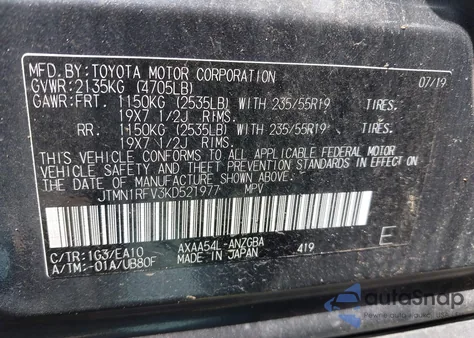 MFD.BY:TOYOTA MOTOR CORPORATION 07/19
GVWR:2135KG (4705LB)
GAWR:FRT. 1150KG (2535LB) WITH 235/55R19 TIRES.
19X7 1/2J RIMS.
RR. 1150KG (2535LB) WITH 235/55R19 TIRES.
19X7 1/2J RIMS.
THIS VEHICLE CONFORMS TO ALL APPLICABLE FEDERAL MOTOR
VEHICLE SAFETY AND THEFT PREVENTION STANDARDS IN EFFECT
ON THE DATE OF MANUFACTURE SHOWN ABOVE.
JTMN1RFV3KD521977 MPV
C/TR:1G3/EA10 AXAA54L-ANZGBA 419 E
A/TM:-01A/UB80F MADE IN JAPAN
autoSnap